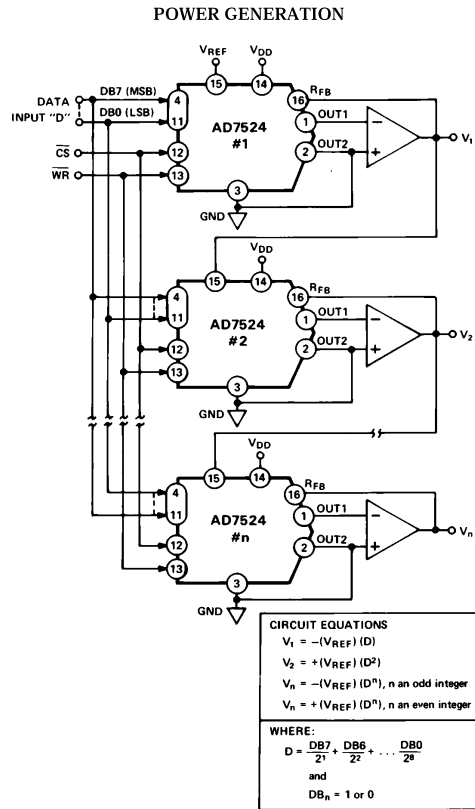 POWER GENERATION
VREF
VDD
DATA
INPUT "D"
DB7 (MSB)
DB0 (LSB)
CS
WR
4
11
12
13
15
14
16
RFB
1
OUT1
2
OUT2
3
AD7524
#1
GND
−
+
V1
VDD
15
14
16
RFB
4
11
12
13
1
OUT1
2
OUT2
3
AD7524
#2
GND
−
+
V2
VDD
15
14
16
RFB
4
11
12
13
1
OUT1
2
OUT2
3
AD7524
#n
GND
−
+
Vn
CIRCUIT EQUATIONS
V1 = −(VREF) (D)
V2 = +(VREF) (D²)
Vn = −(VREF) (Dⁿ), n an odd integer
Vn = +(VREF) (Dⁿ), n an even integer
WHERE:
D = DB7/2¹ + DB6/2² + ... DB0/2⁸
and
DBn = 1 or 0